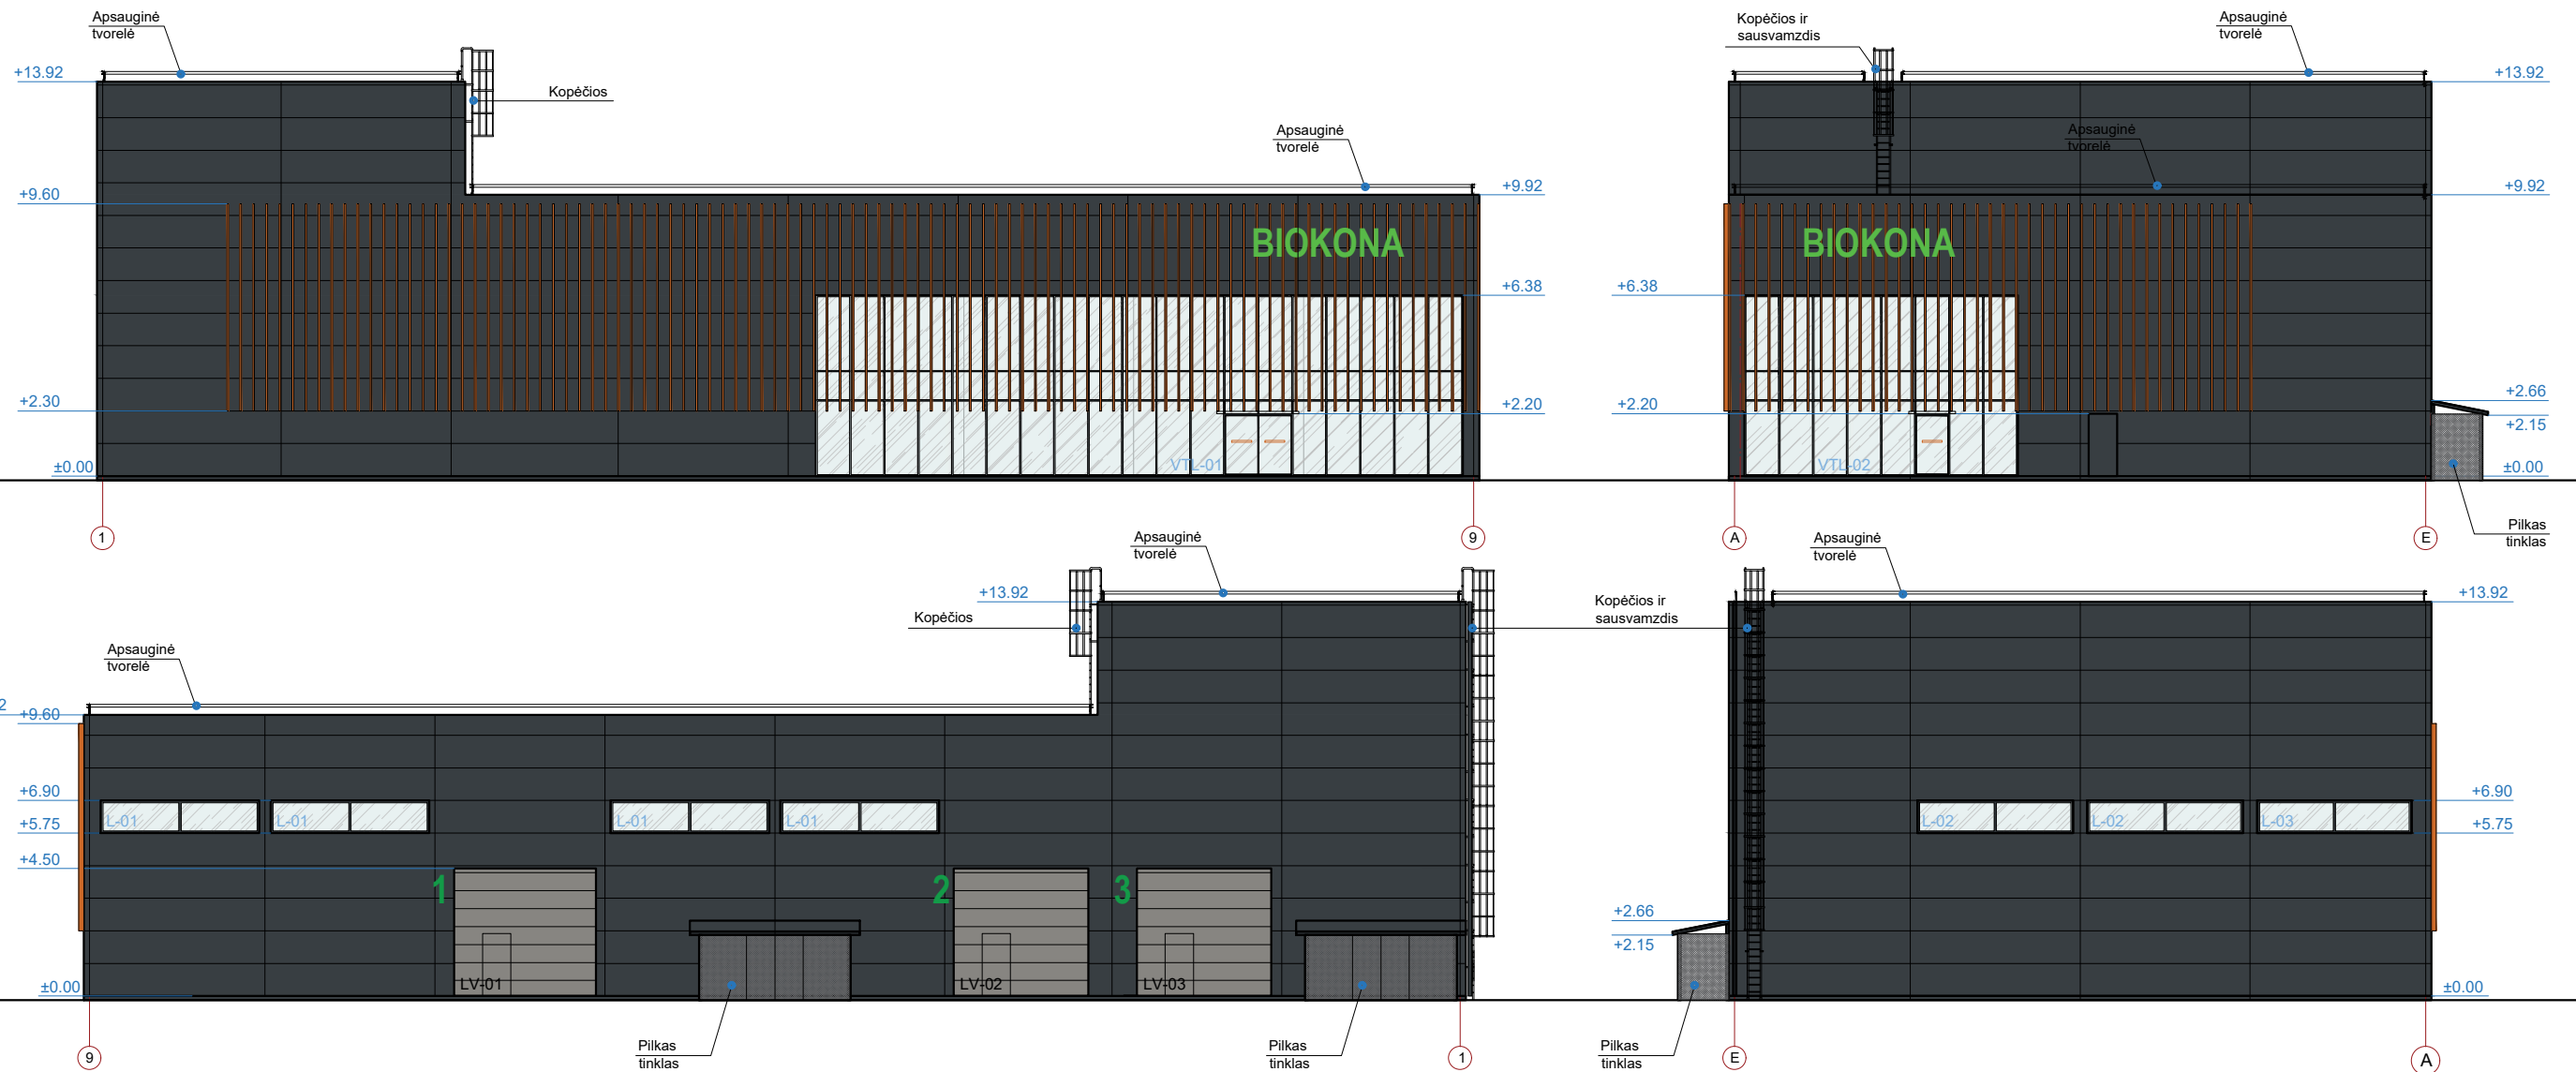 Apsauginė
tvorelė
+13.92
Kopėčios
Apsauginė
tvorelė
+9.60
+9.92
BIOKONA
+6.38
+2.30
+2.20
VTL-01
±0.00
1
9
Kopėčios ir
sausvamzdis
Apsauginė
tvorelė
+13.92
Apsauginė
tvorelė
+9.92
BIOKONA
+6.38
+2.66
+2.20
+2.15
VTL-02
±0.00
Pilkas
tinklas
A
E
Apsauginė
tvorelė
+13.92
Kopėčios
Kopėčios ir
sausvamzdis
Apsauginė
tvorelė
2
+9.60
+6.90
L-01
L-01
L-01
L-01
+5.75
+4.50
1
2
3
LV-01
LV-02
LV-03
±0.00
Pilkas
tinklas
Pilkas
tinklas
9
1
Apsauginė
tvorelė
+13.92
+6.90
L-02
L-02
L-03
+5.75
+2.66
+2.15
±0.00
Pilkas
tinklas
E
A